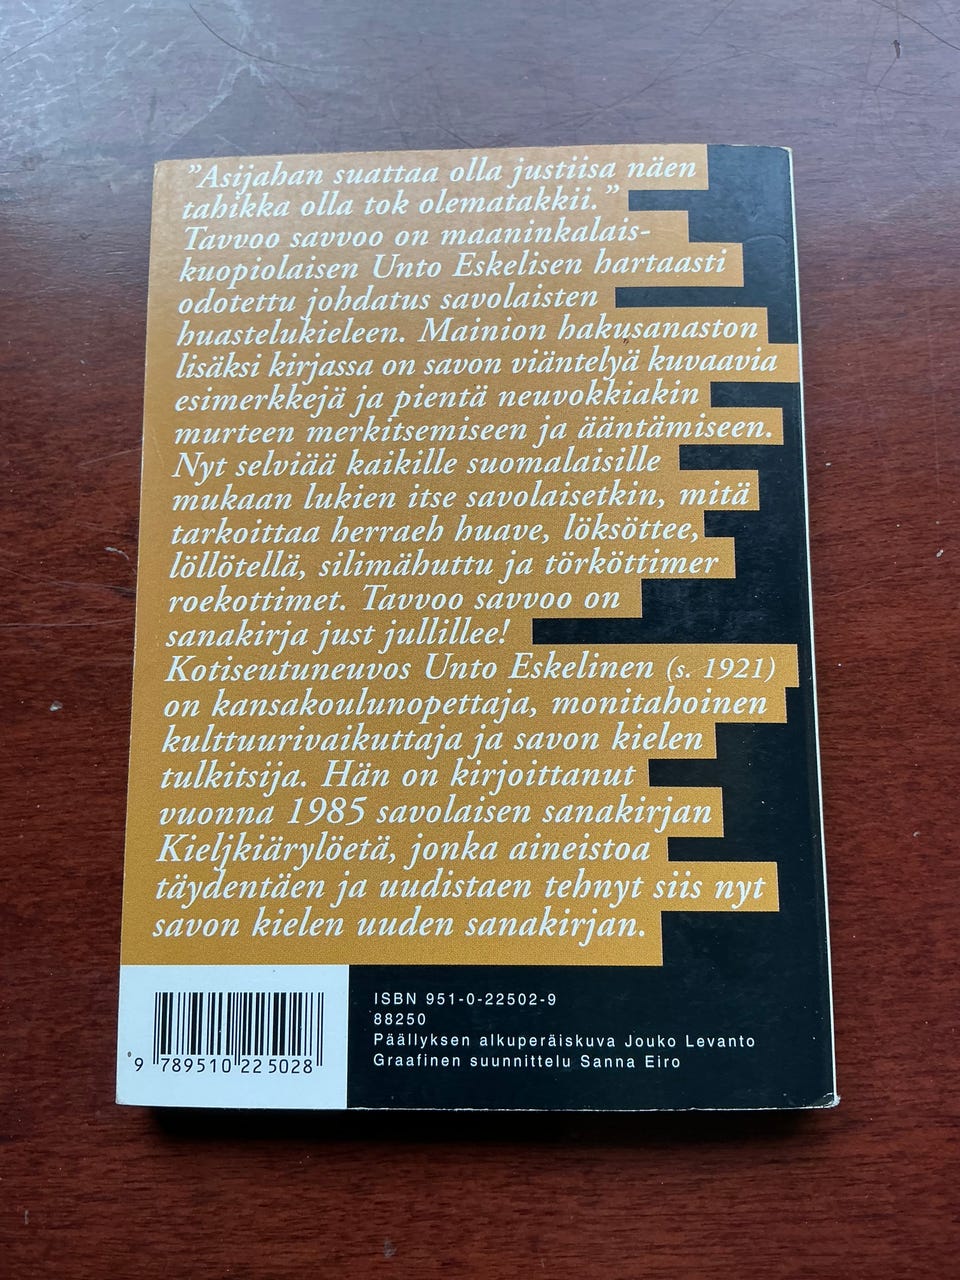 ”Asijahan suattaa olla justiisa näen
tahikka olla tok olematakkii.”
Tavvoo savvoo on maaninkalais-
kuopiolaisen Unto Eskelisen hartaasti
odotettu johdatus savolaisten
huastelukieleen. Mainion hakusanaston
lisäksi kirjassa on savon viäntelyä kuvaavia
esimerkkejä ja pientä neuvokkiakin
murteen merkitsemiseen ja ääntämiseen.
Nyt selviää kaikille suomalaisille
mukaan lukien itse savolaisetkin, mitä
tarkoittaa herraeh huave, löksöttee,
löllötellä, silimähuttu ja törköttimer
roekottimet. Tavvoo savvoo on
sanakirja just jullillee!
Kotiseutuneuvos Unto Eskelinen (s. 1921)
on kansakoulunopettaja, monitahoinen
kulttuurivaikuttaja ja savon kielen
tulkitsija. Hän on kirjoittanut
vuonna 1985 savolaisen sanakirjan
Kieljkiärylöetä, jonka aineistoa
täydentäen ja uudistaen tehnyt siis nyt
savon kielen uuden sanakirjan.
ISBN 951-0-22502-9
88250
Päällyksen alkuperäiskuva Jouko Levanto
Graafinen suunnittelu Sanna Eiro
9 789510 225028